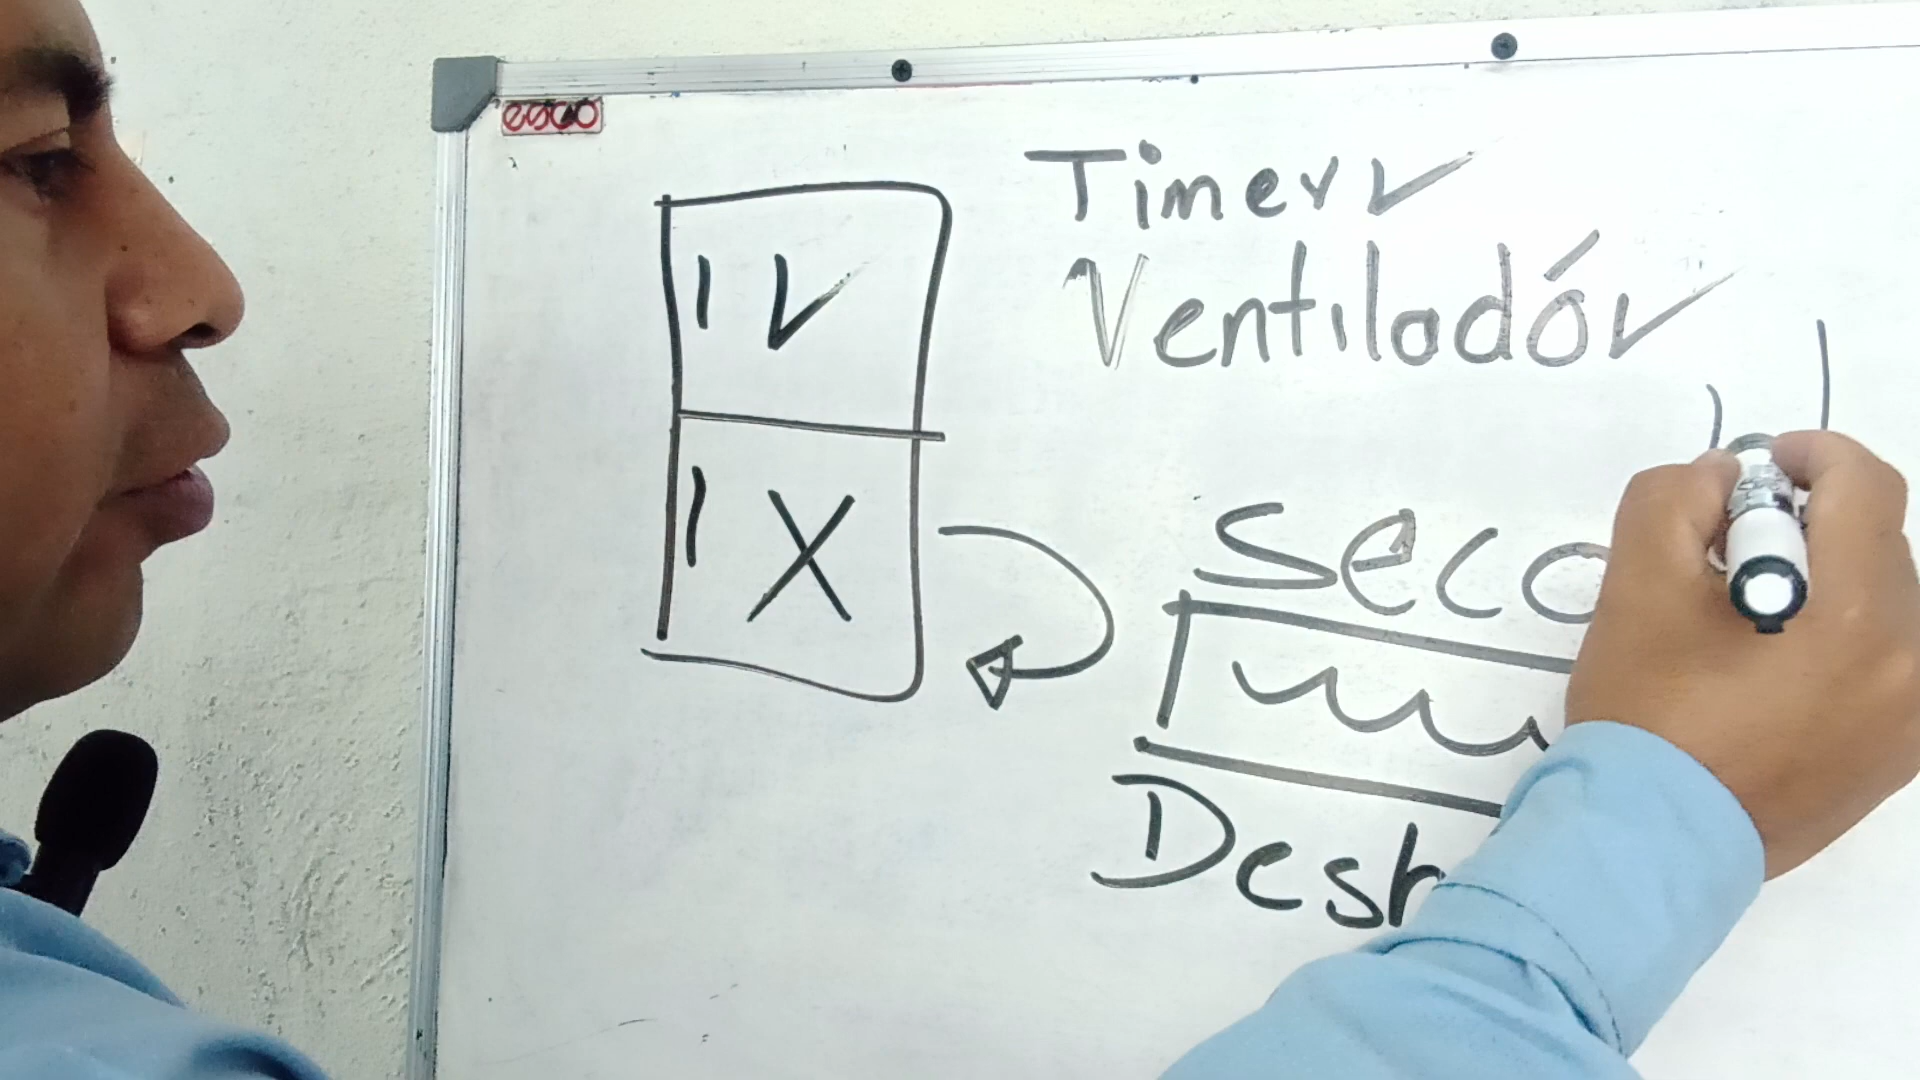 esco
Timer ✓
Ventiladór ✓
1 ✓
1 X
seco
Desh